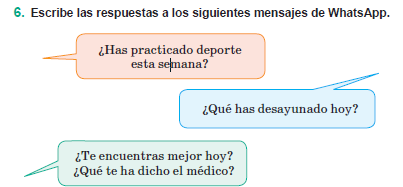 6. Escribe las respuestas a los siguientes mensajes de WhatsApp.
¿Has practicado deporte
esta semana?
¿Qué has desayunado hoy?
¿Te encuentras mejor hoy?
¿Qué te ha dicho el médico?